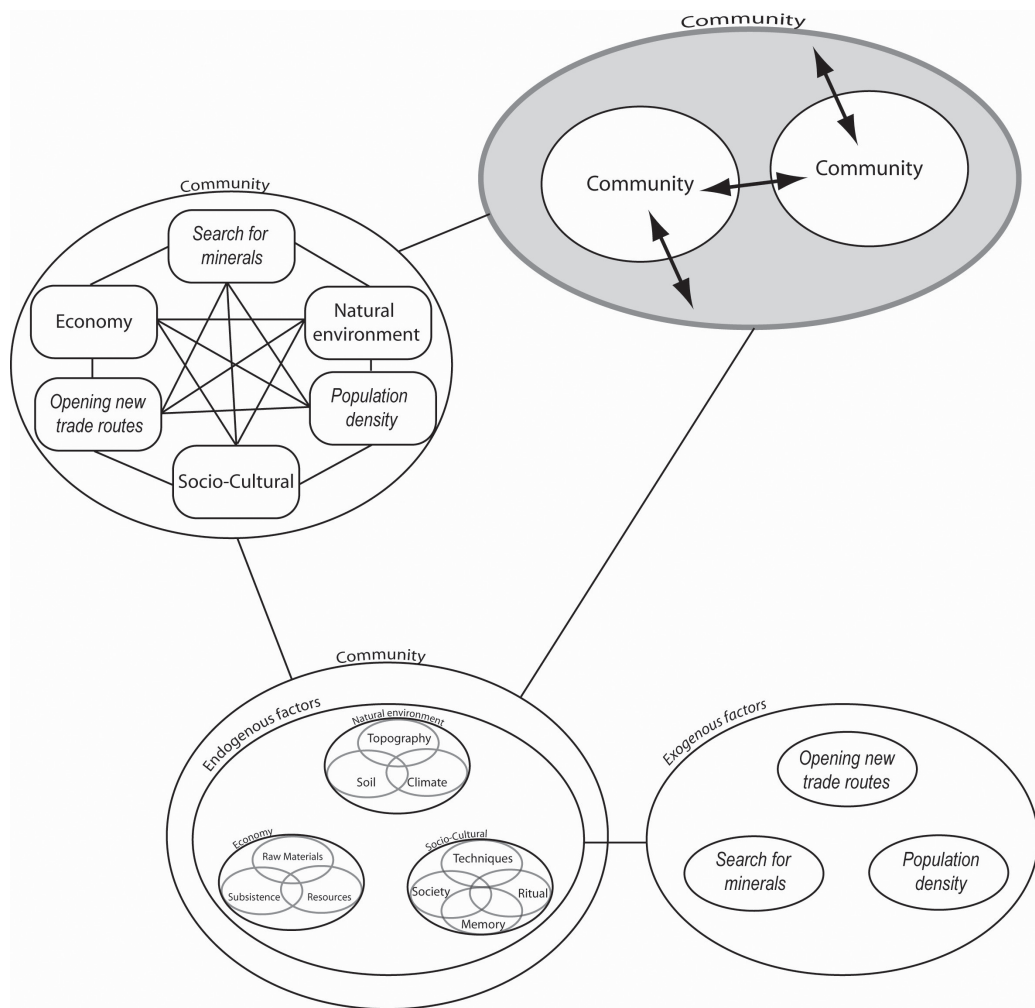 Community
Community
Community
Community
Search for
minerals
Economy
Natural
environment
Opening new
trade routes
Population
density
Socio-Cultural
Community
Endogenous factors
Natural environment
Topography
Soil
Climate
Economy
Raw Materials
Subsistence
Resources
Socio-Cultural
Techniques
Society
Ritual
Memory
Exogenous factors
Opening new
trade routes
Search for
minerals
Population
density